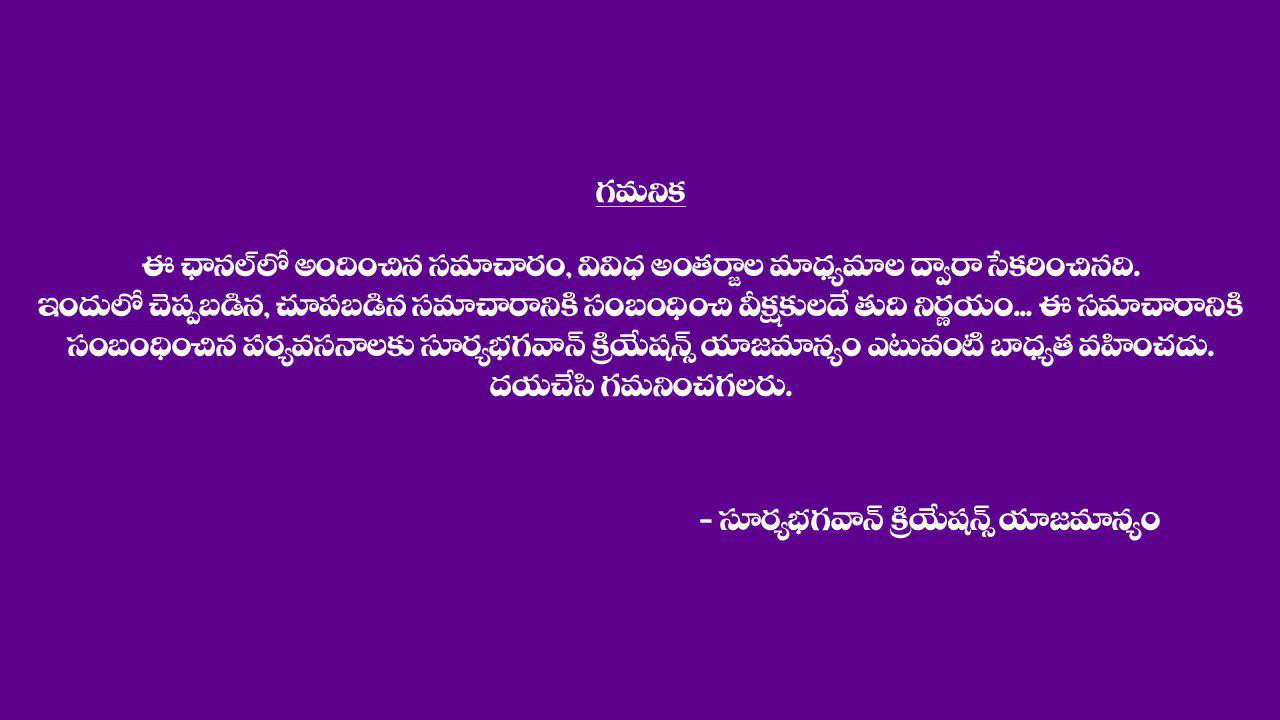 గమనిక
ఈ ఛానల్‌లో అందించిన సమాచారం, వివిధ అంతర్జాల మాధ్యమాల ద్వారా సేకరించినది.
ఇందులో చెప్పబడిన, చూపబడిన సమాచారానికి సంబంధించి వీక్షకులదే తుది నిర్ణయం... ఈ సమాచారానికి
సంబంధించిన పర్యవసనాలకు సూర్యభగవాన్ క్రియేషన్స్ యాజమాన్యం ఎటువంటి బాధ్యత వహించదు.
దయచేసి గమనించగలరు.
- సూర్యభగవాన్ క్రియేషన్స్ యాజమాన్యం